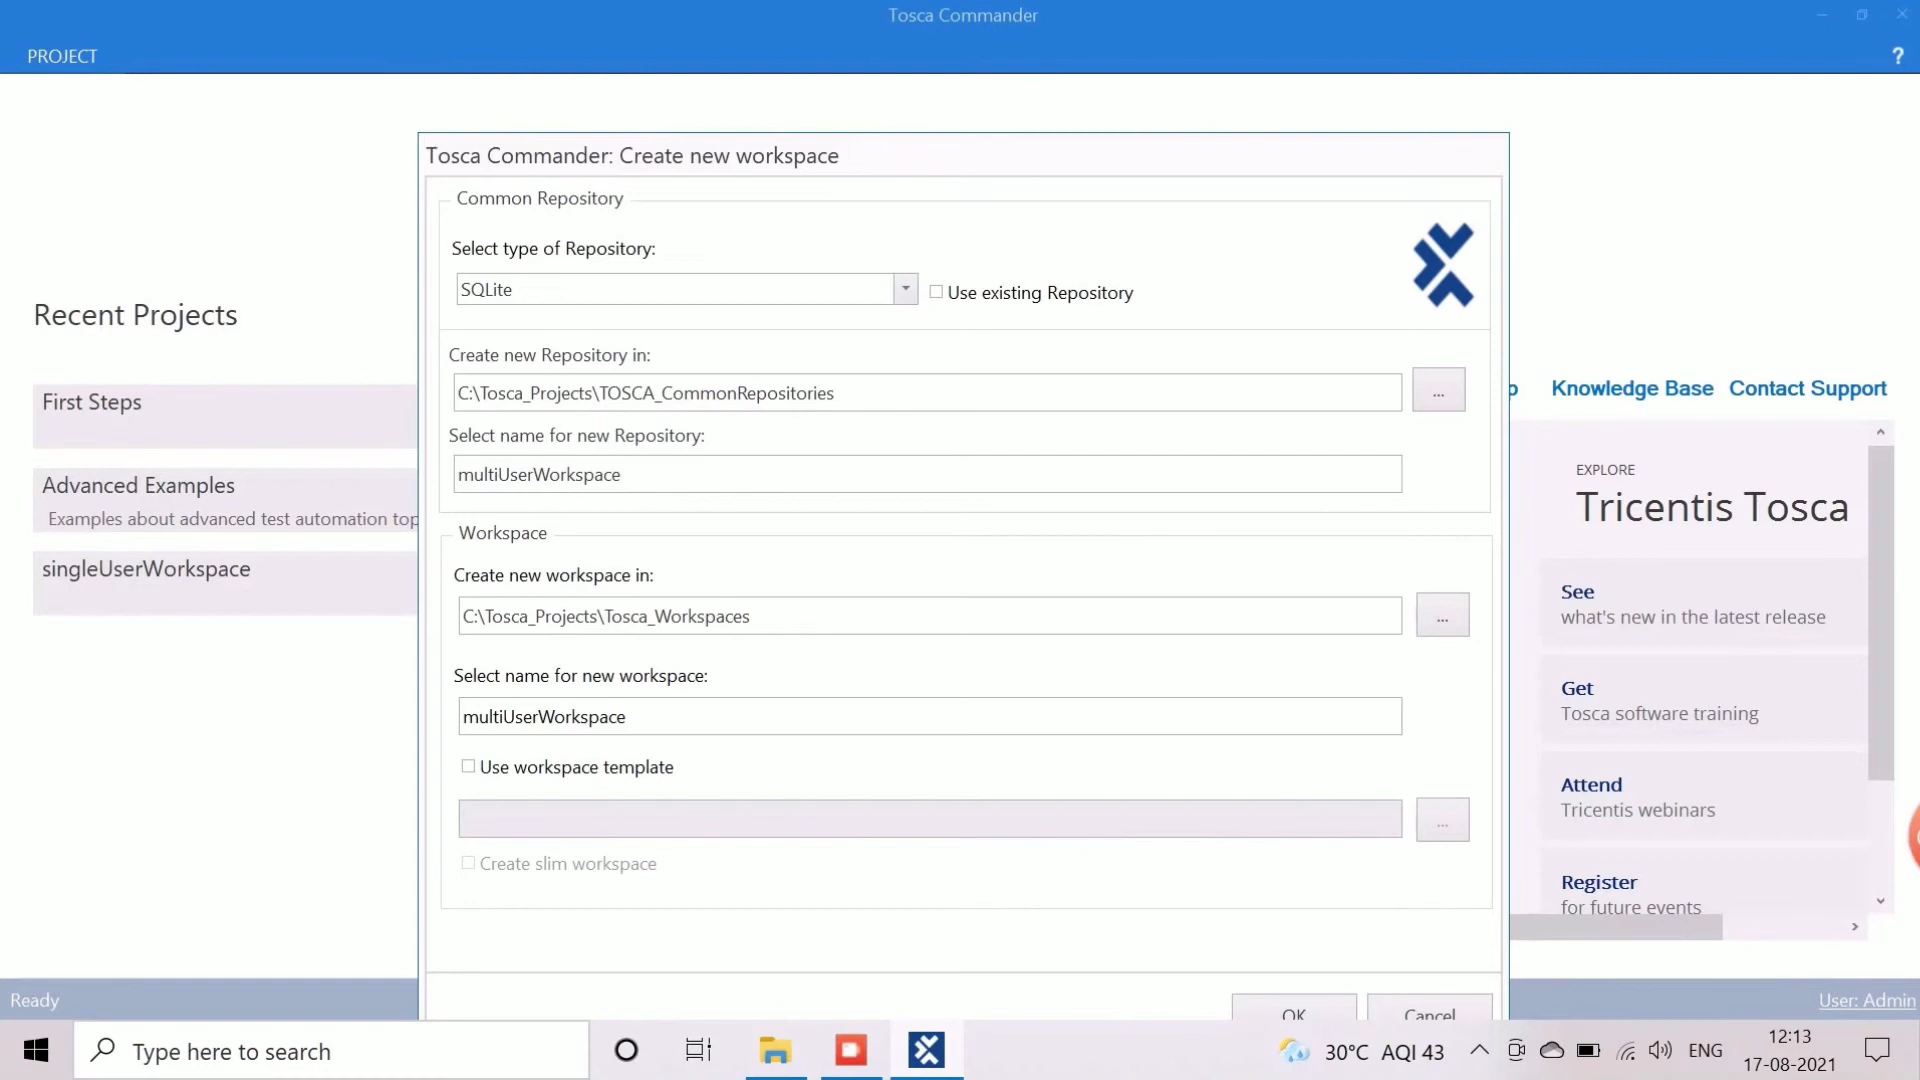 Tosca Commander
PROJECT
?
Tosca Commander: Create new workspace
Common Repository
Select type of Repository:
SQLite
Use existing Repository
Create new Repository in:
C:\Tosca_Projects\TOSCA_CommonRepositories
...
Select name for new Repository:
multiUserWorkspace
Workspace
Create new workspace in:
C:\Tosca_Projects\Tosca_Workspaces
...
Select name for new workspace:
multiUserWorkspace
Use workspace template
...
Create slim workspace
OK
Cancel
Recent Projects
First Steps
Advanced Examples
Examples about advanced test automation top
singleUserWorkspace
p
Knowledge Base
Contact Support
EXPLORE
Tricentis Tosca
See
what's new in the latest release
Get
Tosca software training
Attend
Tricentis webinars
Register
for future events
Ready
User: Admin
Type here to search
30°C AQI 43
ENG
12:13
17-08-2021